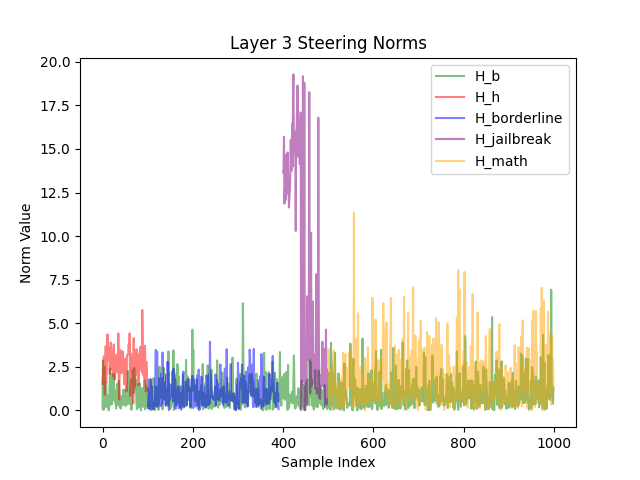 Layer 3 Steering Norms
20.0
17.5
15.0
12.5
10.0
7.5
5.0
2.5
0.0
Norm Value
H_b
H_h
H_borderline
H_jailbreak
H_math
0 200 400 600 800 1000
Sample Index